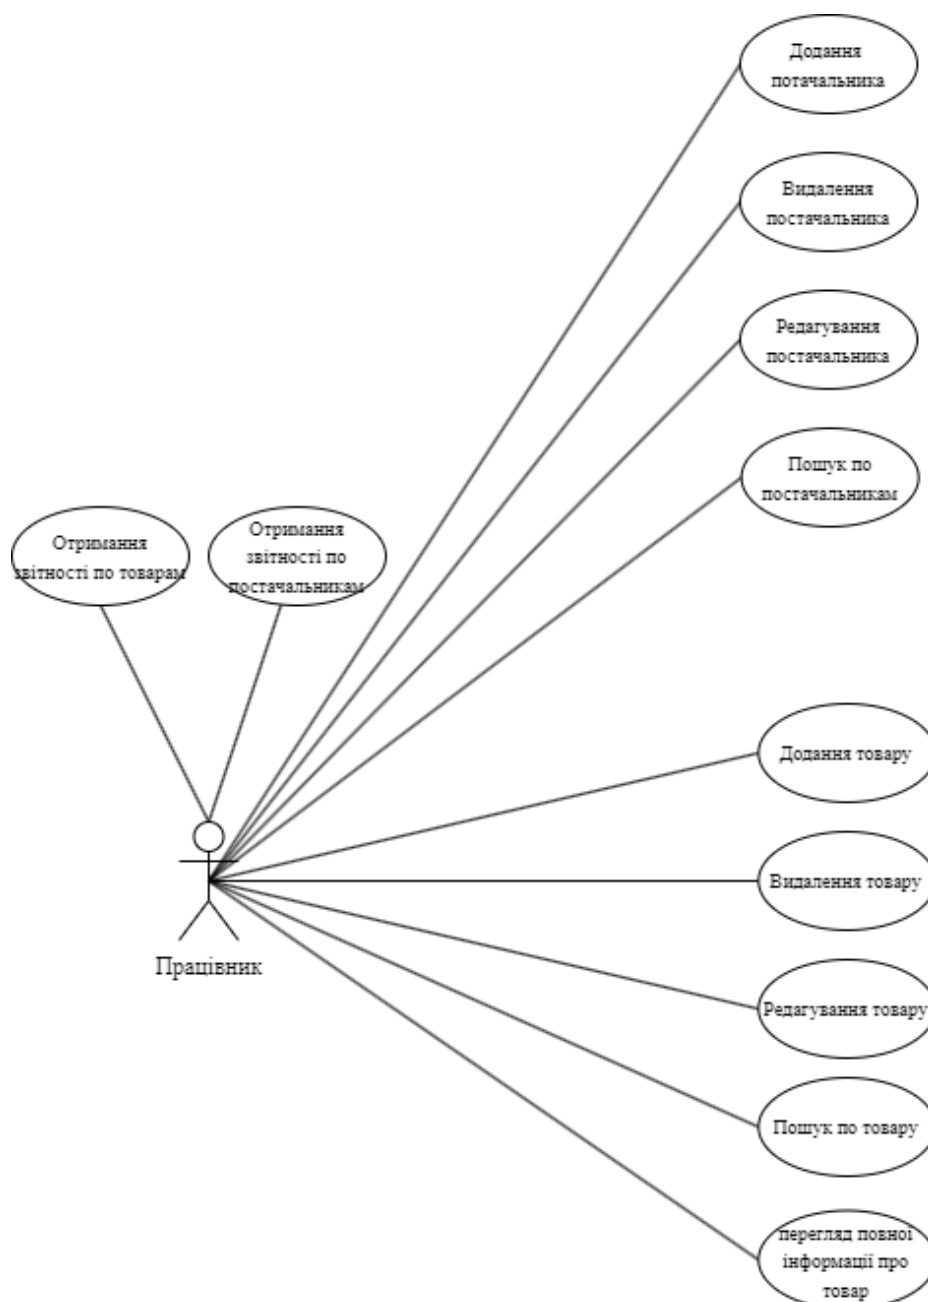 Додання
потачальника
Видалення
постачальника
Редагування
постачальника
Пошук по
постачальникам
Отримання
звітності по товарам
Отримання
звітності по
постачальникам
Додання товару
Видалення товару
Працівник
Редагування товару
Пошук по товару
перегляд повної
інформації про
товар